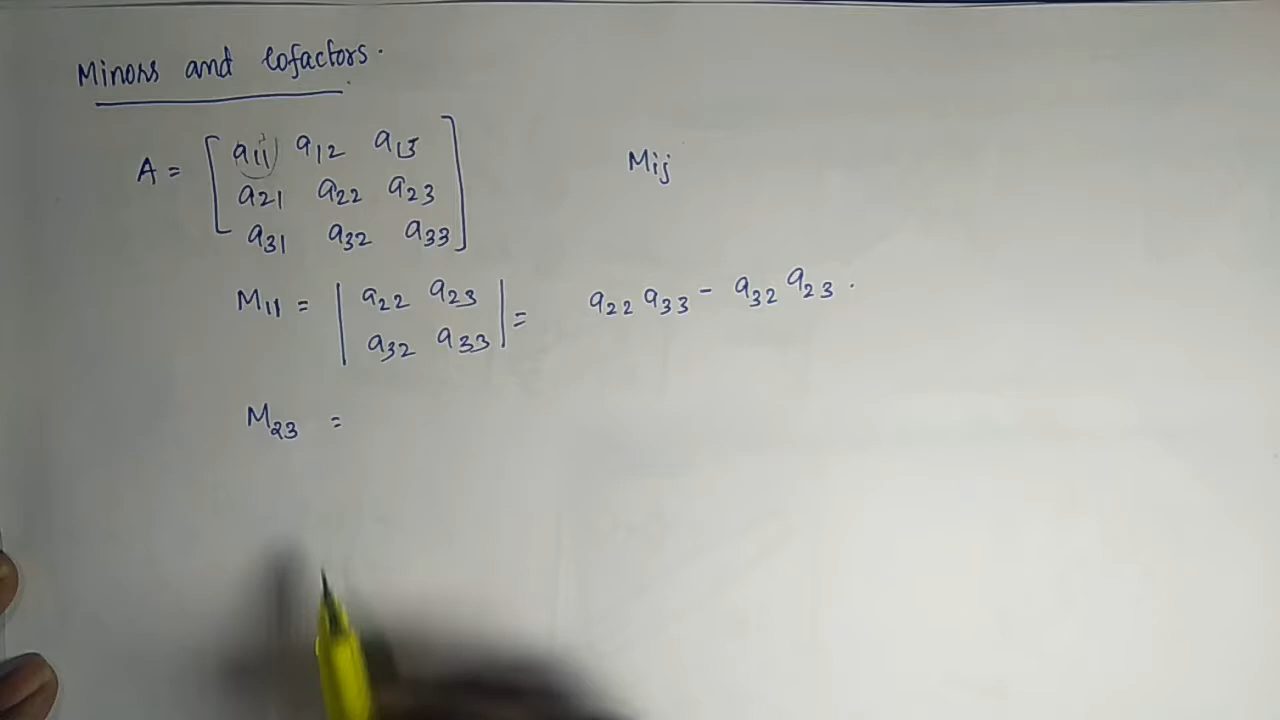 Minors and cofactors.
A = [ a11 a12 a13
a21 a22 a23
a31 a32 a33 ]
Mij
M11 = | a22 a23
a32 a33 | = a22 a33 - a32 a23.
M23 =